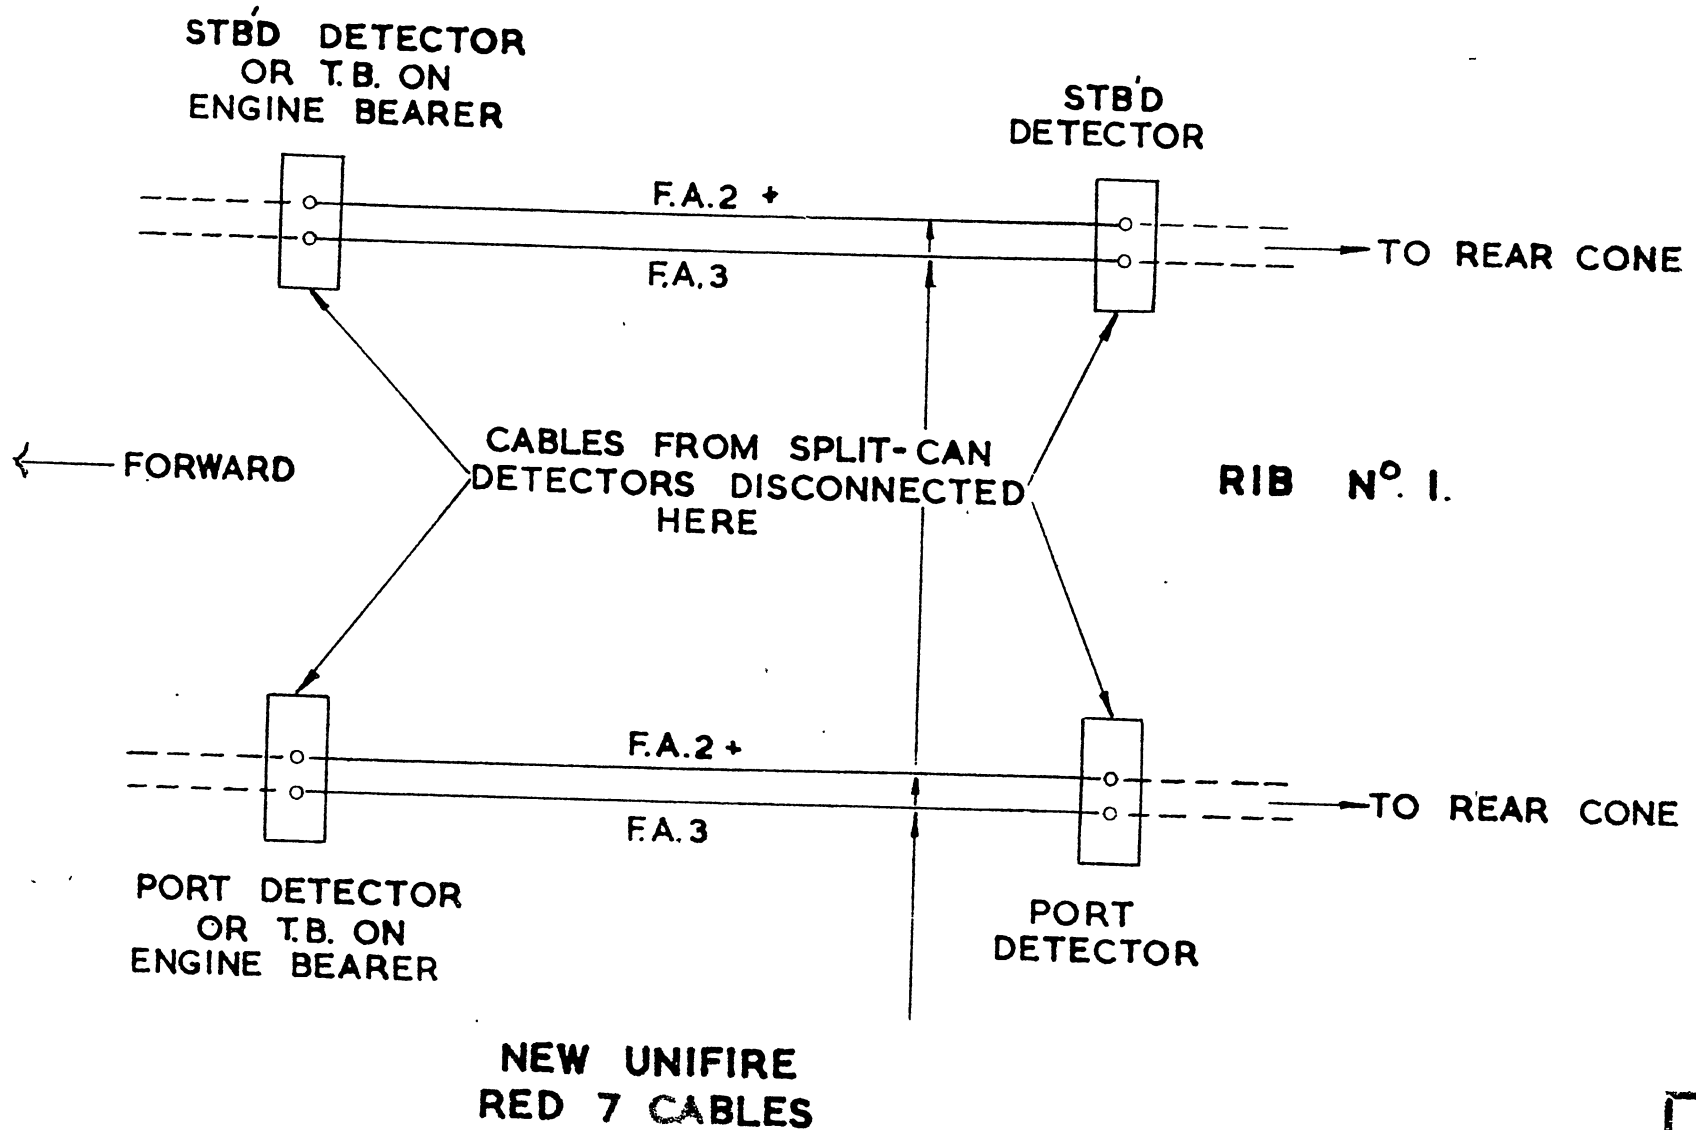 STB'D DETECTOR
OR T.B. ON
ENGINE BEARER
STB'D
DETECTOR
F.A.2 +
F.A.3
TO REAR CONE
CABLES FROM SPLIT-CAN
DETECTORS DISCONNECTED
HERE
FORWARD
RIB Nº. 1.
F.A.2 +
F.A.3
TO REAR CONE
PORT DETECTOR
OR T.B. ON
ENGINE BEARER
PORT
DETECTOR
NEW UNIFIRE
RED 7 CABLES